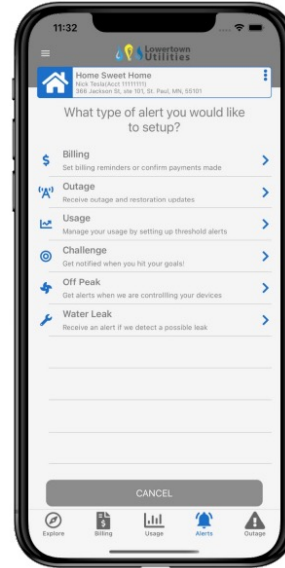 11:32
Lowertown
Utilities
Home Sweet Home
Nick Tesla(Acct 11111111)
366 Jackson St, ste 101, St. Paul, MN, 55101
What type of alert you would like
to setup?
Billing
Set billing reminders or confirm payments made
Outage
Receive outage and restoration updates
Usage
Manage your usage by setting up threshold alerts
Challenge
Get notified when you hit your goals!
Off Peak
Get alerts when we are controlling your devices
Water Leak
Receive an alert if we detect a possible leak
CANCEL
Explore
Billing
Usage
Alerts
Outage